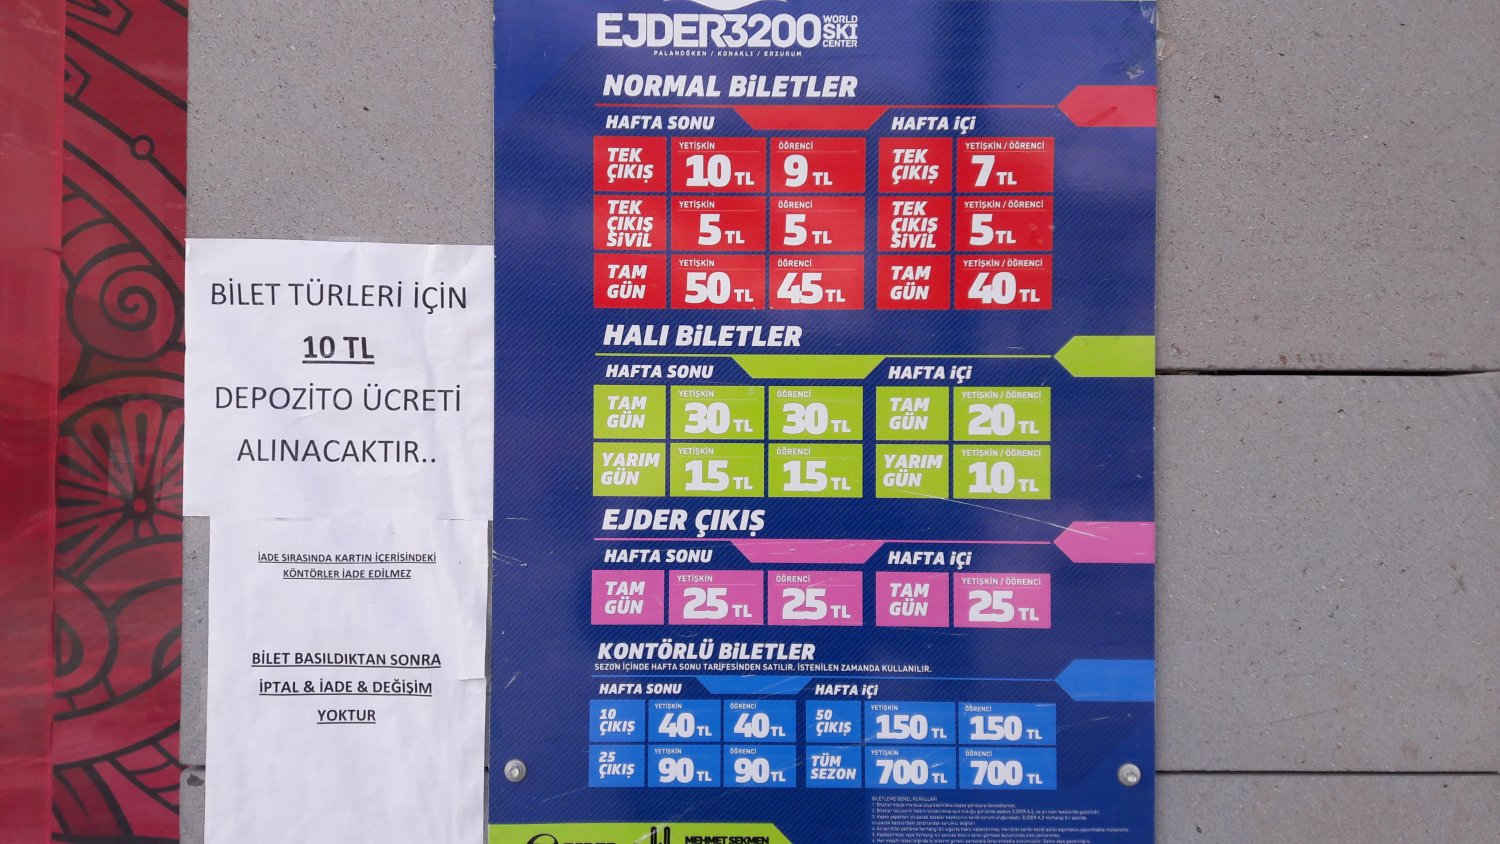 BİLET TÜRLERİ İÇİN
10 TL
DEPOZİTO ÜCRETİ
ALINACAKTIR..
İADE SIRASINDA KARTIN İÇERİSİNDEKİ
KÖNTÖRLER İADE EDİLMEZ
BİLET BASILDIKTAN SONRA
İPTAL & İADE & DEĞİŞİM
YOKTUR
EJDER3200 WORLD SKI CENTER
PALANDÖKEN / KONAKLI / ERZURUM
NORMAL BİLETLER
HAFTA SONU HAFTA İÇİ
TEK ÇIKIŞ YETİŞKİN 10 TL ÖĞRENCİ 9 TL TEK ÇIKIŞ YETİŞKİN / ÖĞRENCİ 7 TL
TEK ÇIKIŞ SİVİL YETİŞKİN 5 TL ÖĞRENCİ 5 TL TEK ÇIKIŞ SİVİL YETİŞKİN / ÖĞRENCİ 5 TL
TAM GÜN YETİŞKİN 50 TL ÖĞRENCİ 45 TL TAM GÜN YETİŞKİN / ÖĞRENCİ 40 TL
HALI BİLETLER
HAFTA SONU HAFTA İÇİ
TAM GÜN YETİŞKİN 30 TL ÖĞRENCİ 30 TL TAM GÜN YETİŞKİN / ÖĞRENCİ 20 TL
YARIM GÜN YETİŞKİN 15 TL ÖĞRENCİ 15 TL YARIM GÜN YETİŞKİN / ÖĞRENCİ 10 TL
EJDER ÇIKIŞ
HAFTA SONU HAFTA İÇİ
TAM GÜN YETİŞKİN 25 TL ÖĞRENCİ 25 TL TAM GÜN YETİŞKİN / ÖĞRENCİ 25 TL
KONTÖRLÜ BİLETLER
SEZON İÇİNDE HAFTA SONU TARİFESİNDEN SATILIR. İSTENİLEN ZAMANDA KULLANILIR.
HAFTA SONU HAFTA İÇİ
10 ÇIKIŞ YETİŞKİN 40 TL ÖĞRENCİ 40 TL 50 ÇIKIŞ YETİŞKİN 150 TL ÖĞRENCİ 150 TL
25 ÇIKIŞ YETİŞKİN 90 TL ÖĞRENCİ 90 TL TÜM SEZON YETİŞKİN 700 TL ÖĞRENCİ 700 TL
BİLETLEME GENEL KURALLARI
MEHMET SEKMEN